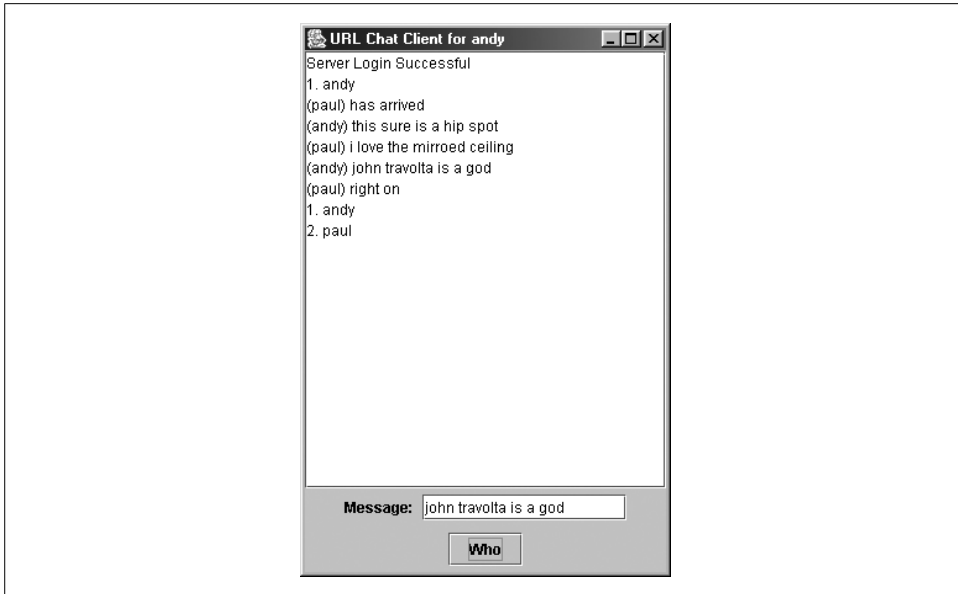 URL Chat Client for andy
Server Login Successful
1. andy
(paul) has arrived
(andy) this sure is a hip spot
(paul) i love the mirroed ceiling
(andy) john travolta is a god
(paul) right on
1. andy
2. paul
Message: john travolta is a god
Who